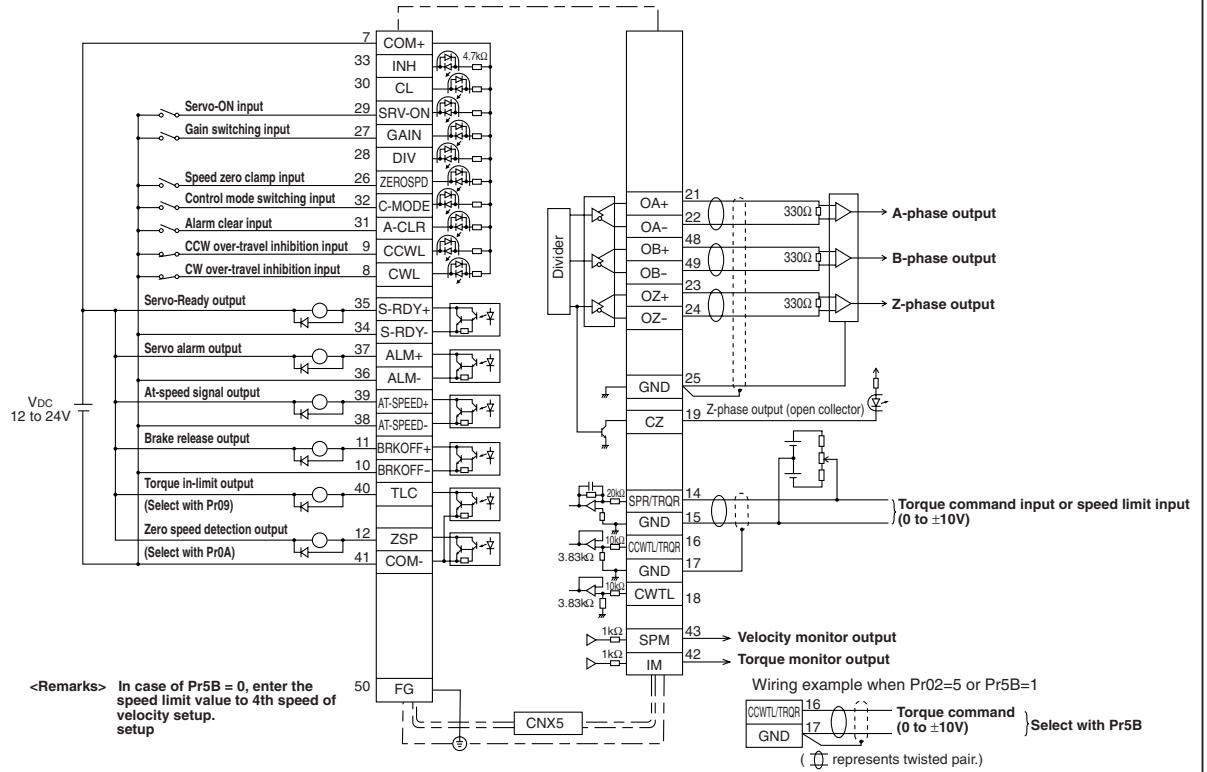 7 COM+
33 INH 4.7kΩ
30 CL
Servo-ON input 29 SRV-ON
Gain switching input 27 GAIN
28 DIV
Speed zero clamp input 26 ZEROSPD
Control mode switching input 32 C-MODE
Alarm clear input 31 A-CLR
CCW over-travel inhibition input 9 CCWL
CW over-travel inhibition input 8 CWL
Servo-Ready output 35 S-RDY+
34 S-RDY-
Servo alarm output 37 ALM+
36 ALM-
At-speed signal output 39 AT-SPEED+
38 AT-SPEED-
Brake release output 11 BRKOFF+
10 BRKOFF-
Torque in-limit output 40 TLC
(Select with Pr09)
Zero speed detection output 12 ZSP
(Select with Pr0A) 41 COM-
VDC
12 to 24V
50 FG
<Remarks> In case of Pr5B = 0, enter the
speed limit value to 4th speed of
velocity setup.
setup
CNX5
Divider
OA+ 21
OA- 22
330Ω A-phase output
OB+ 48
OB- 49
330Ω B-phase output
OZ+ 23
OZ- 24
330Ω Z-phase output
GND 25
CZ 19 Z-phase output (open collector)
20kΩ SPR/TRQR 14
GND 15
Torque command input or speed limit input
(0 to ±10V)
10kΩ CCWTL/TRQR 16
3.83kΩ
GND 17
10kΩ CWTL 18
3.83kΩ
1kΩ SPM 43 Velocity monitor output
1kΩ IM 42 Torque monitor output
Wiring example when Pr02=5 or Pr5B=1
CCWTL/TRQR 16 Torque command
GND 17 (0 to ±10V) Select with Pr5B
( represents twisted pair.)